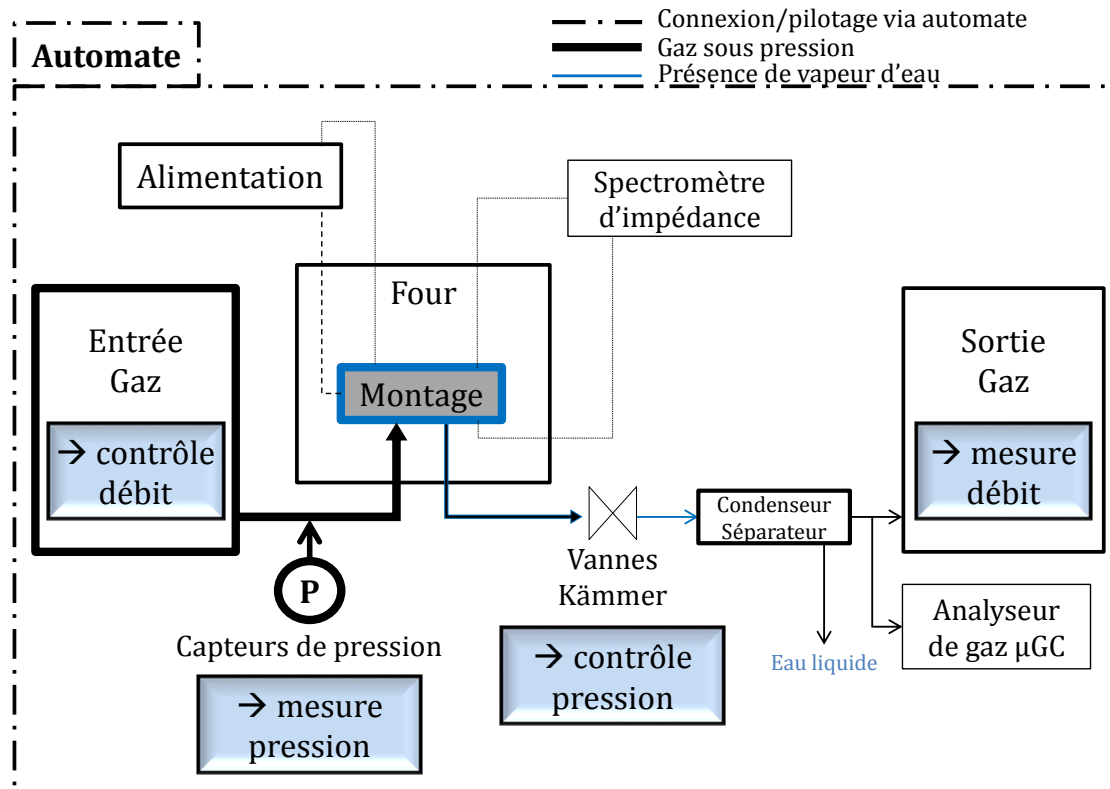 Automate
Connexion/pilotage via automate
Gaz sous pression
Présence de vapeur d'eau
Alimentation
Spectromètre
d'impédance
Four
Montage
Entrée
Gaz
→ contrôle
débit
P
Capteurs de pression
→ mesure
pression
Vannes
Kämmer
→ contrôle
pression
Condenseur
Séparateur
Eau liquide
Sortie
Gaz
→ mesure
débit
Analyseur
de gaz μGC